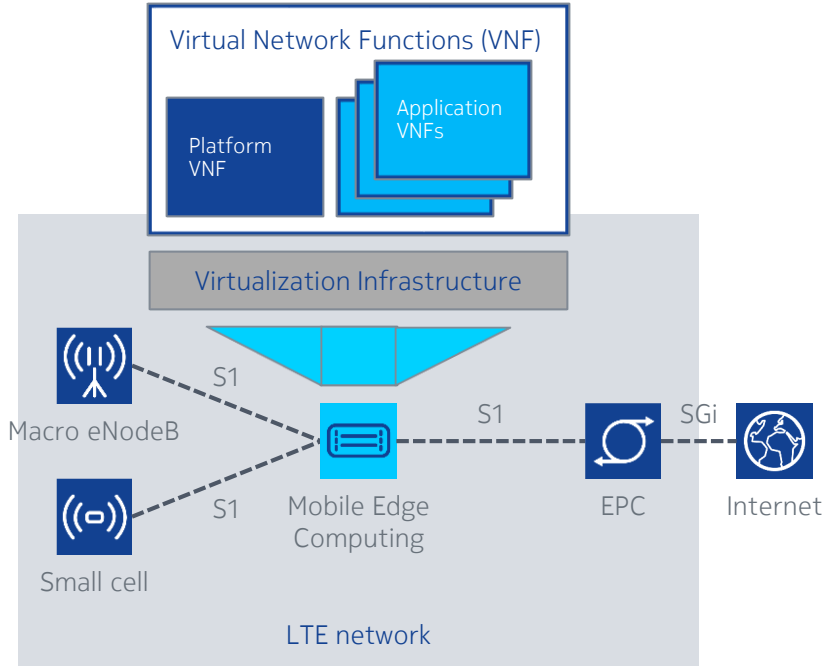 Virtual Network Functions (VNF)
Platform
VNF
Application
VNFs
Virtualization Infrastructure
S1
Macro eNodeB
S1
SGi
S1
Small cell
Mobile Edge
Computing
EPC
Internet
LTE network